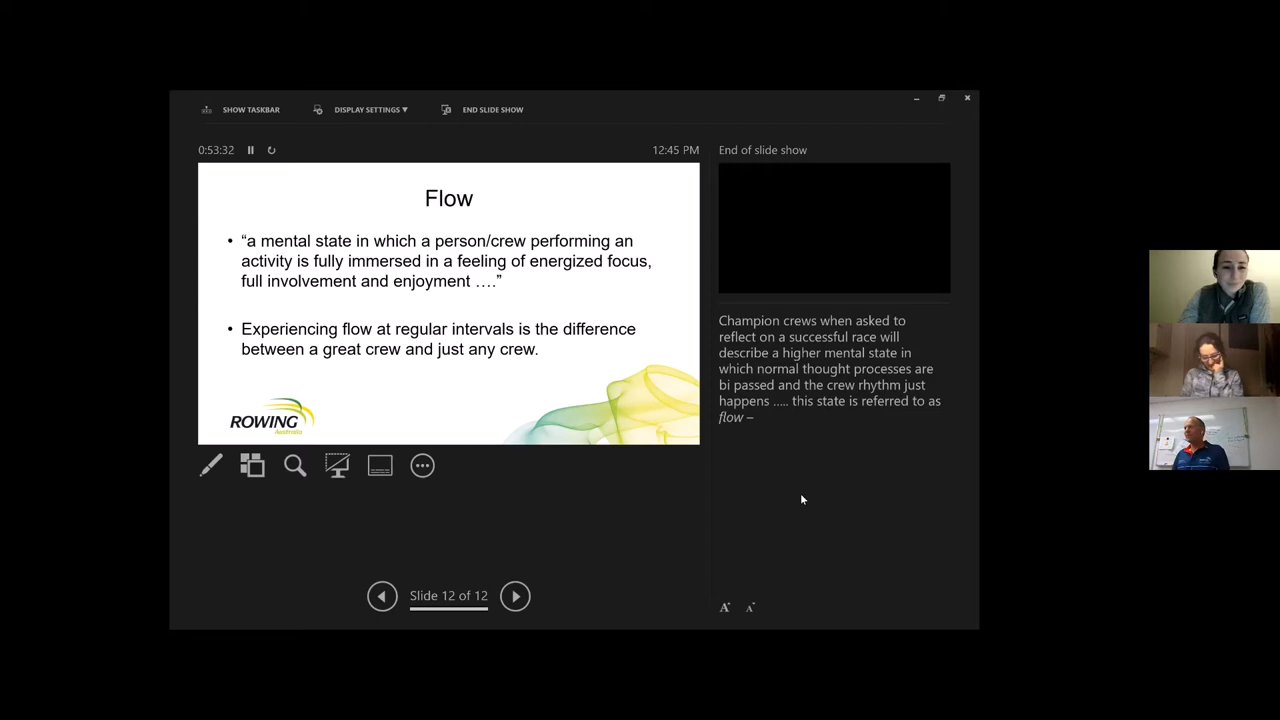 SHOW TASKBAR
DISPLAY SETTINGS ▼
END SLIDE SHOW
0:53:32
12:45 PM
Flow
• “a mental state in which a person/crew performing an
activity is fully immersed in a feeling of energized focus,
full involvement and enjoyment ….”
• Experiencing flow at regular intervals is the difference
between a great crew and just any crew.
ROWING
Australia
End of slide show
Champion crews when asked to
reflect on a successful race will
describe a higher mental state in
which normal thought processes are
bi passed and the crew rhythm just
happens ..... this state is referred to as
flow –
Slide 12 of 12
A A